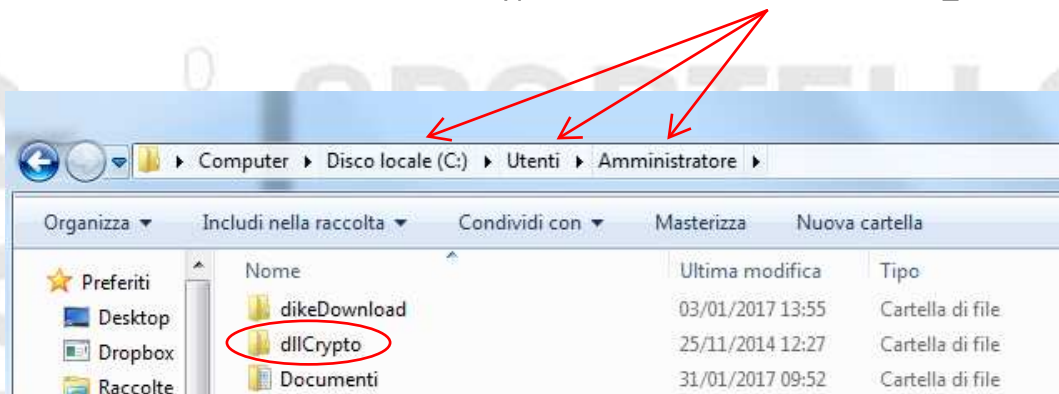 Computer Disco locale (C:) Utenti Amministratore
Organizza Includi nella raccolta Condividi con Masterizza Nuova cartella
Preferiti
Desktop
Dropbox
Raccolte
Nome Ultima modifica Tipo
dikeDownload 03/01/2017 13:55 Cartella di file
dllCrypto 25/11/2014 12:27 Cartella di file
Documenti 31/01/2017 09:52 Cartella di file